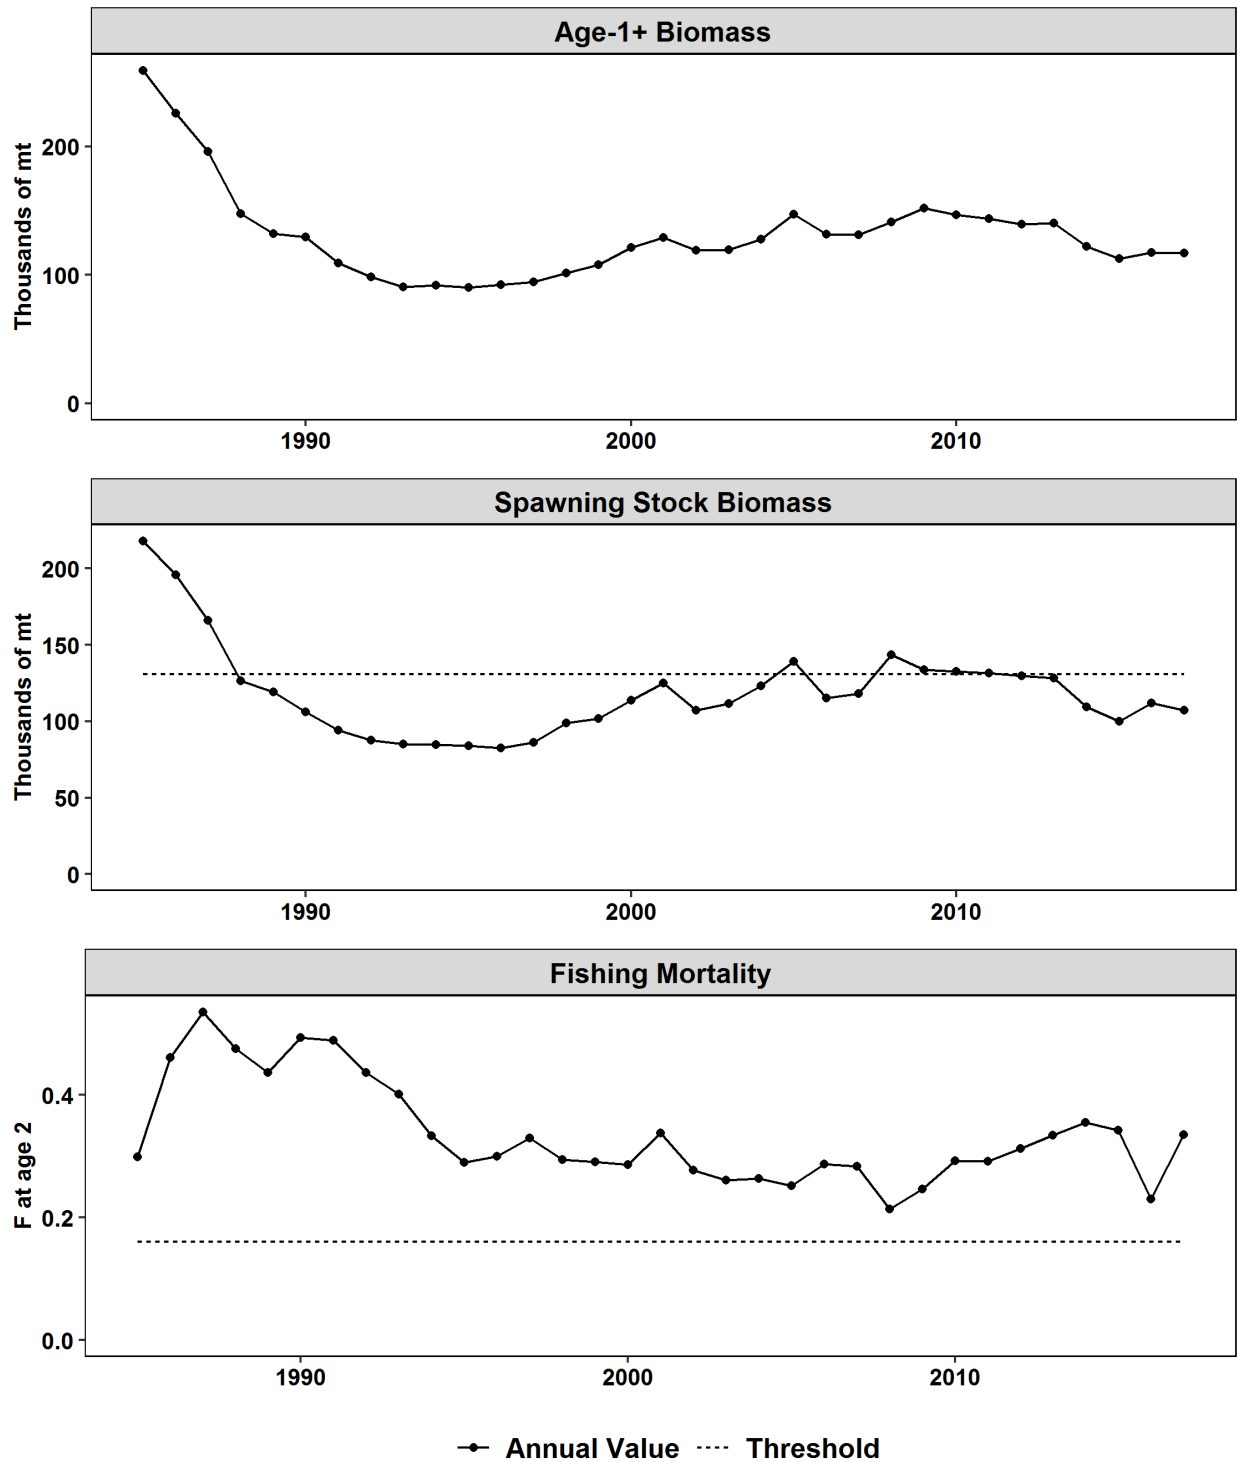 Age-1+ Biomass
Thousands of mt
200
100
0
1990 2000 2010
Spawning Stock Biomass
Thousands of mt
200
150
100
50
0
1990 2000 2010
Fishing Mortality
F at age 2
0.4
0.2
0.0
1990 2000 2010
Annual Value Threshold